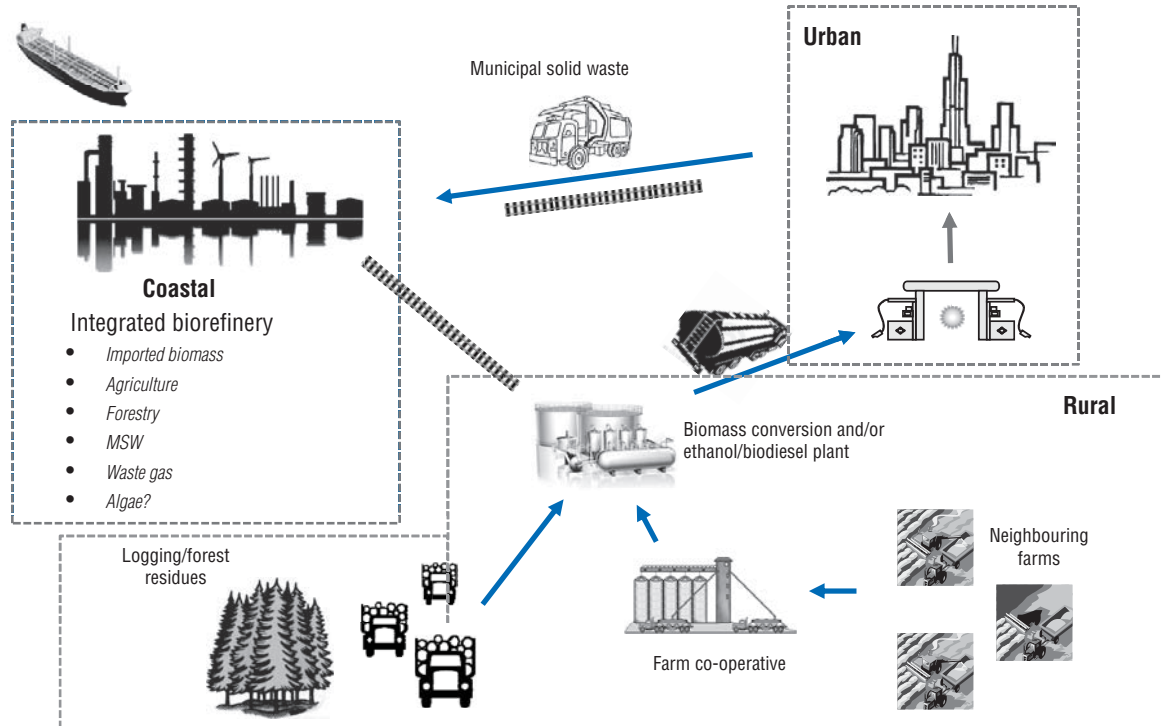 Urban
Municipal solid waste
Coastal
Integrated biorefinery
• Imported biomass
• Agriculture
• Forestry
• MSW
• Waste gas
• Algae?
Rural
Biomass conversion and/or
ethanol/biodiesel plant
Logging/forest
residues
Neighbouring
farms
Farm co-operative